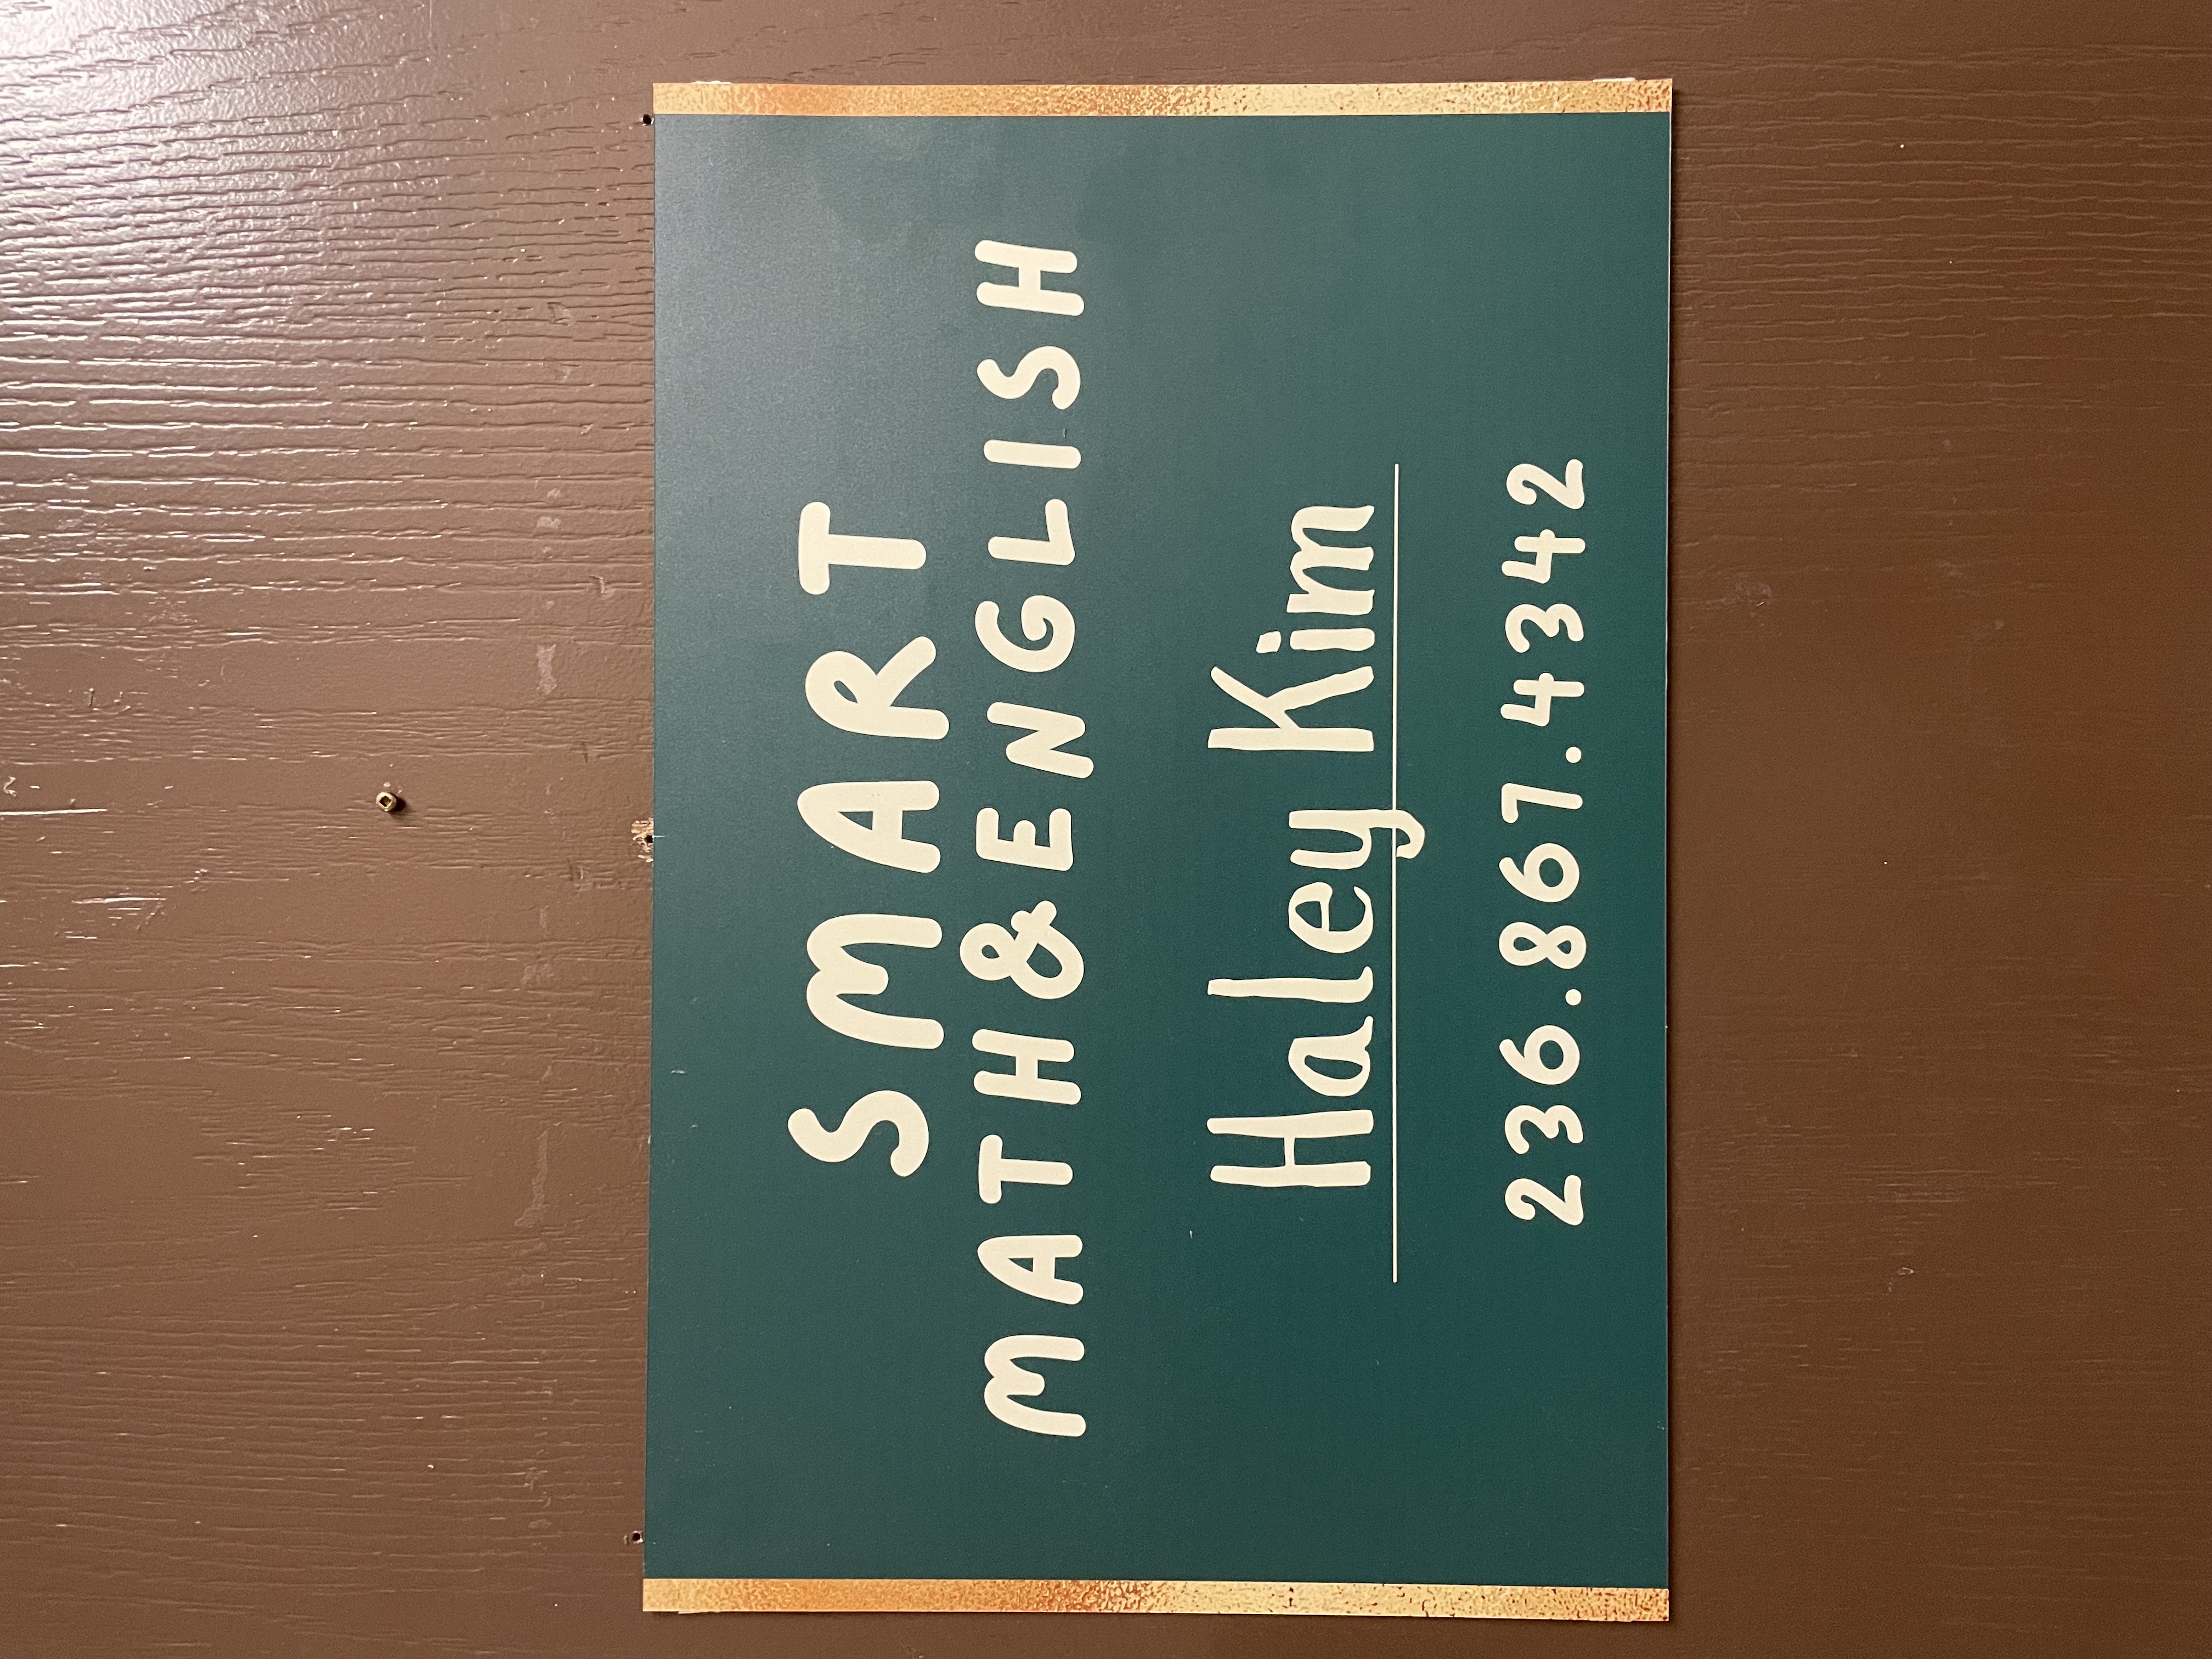 SMART
MATH & ENGLISH
Haley Kim
236.867.4342